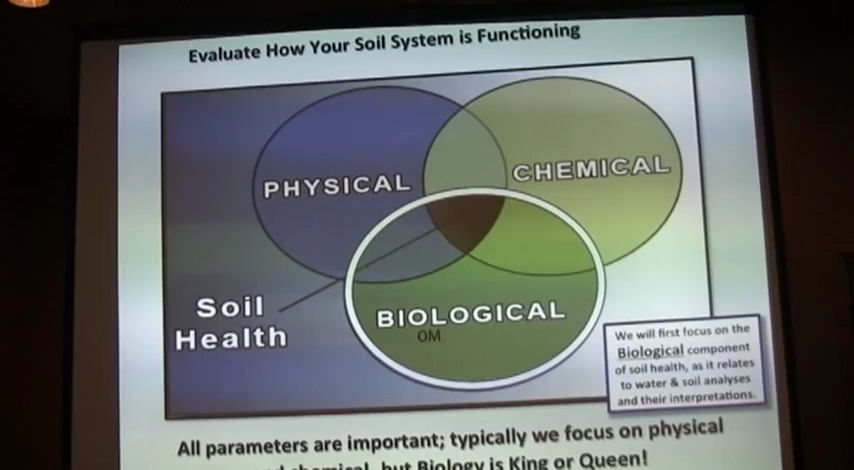 Evaluate How Your Soil System is Functioning
PHYSICAL
CHEMICAL
Soil
Health
BIOLOGICAL
OM
We will first focus on the
Biological component
of soil health, as it relates
to water & soil analyses
and their interpretations.
All parameters are important; typically we focus on physical
and chemical, but Biology is King or Queen!